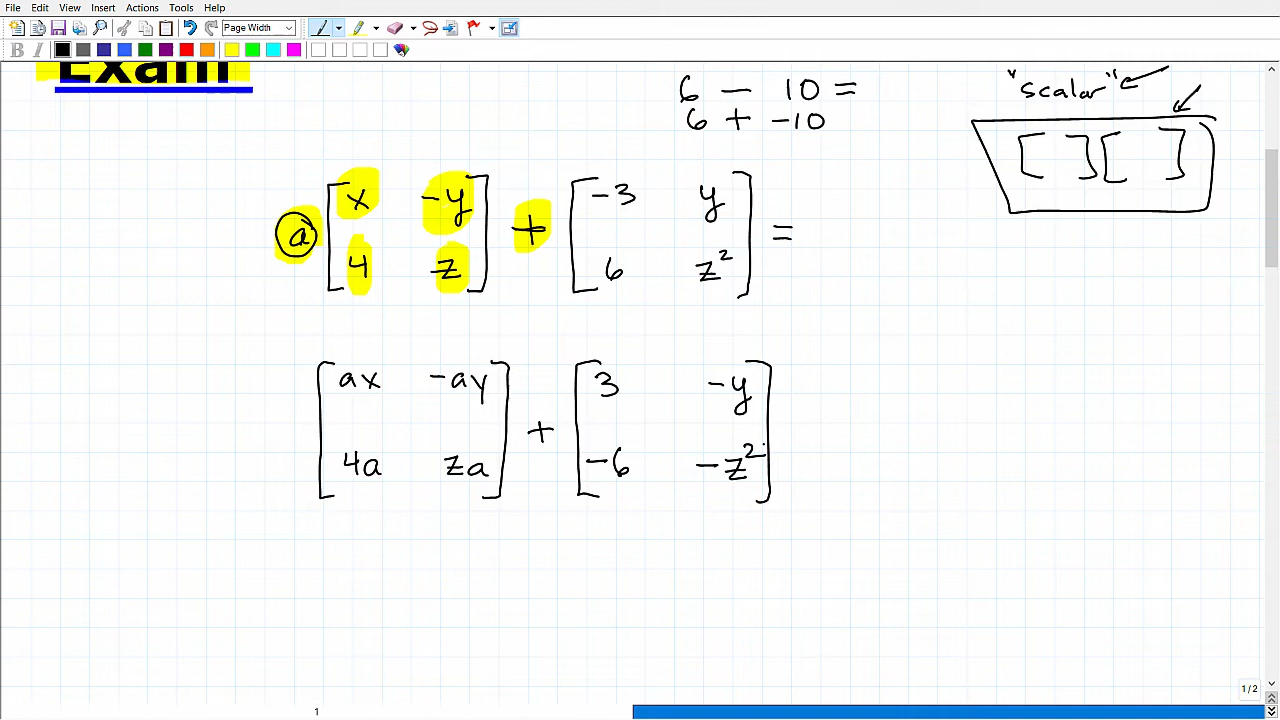 File Edit View Insert Actions Tools Help
Page Width
B I
Exam
6 - 10 =
6 + -10
"scalar"
[ ] [ ]
a [ x -y ] + [ -3 y ] =
[ 4 z ] [ 6 z² ]
[ ax -ay ] + [ 3 -y ]
[ 4a za ] [ -6 -z² ]
1/2
1